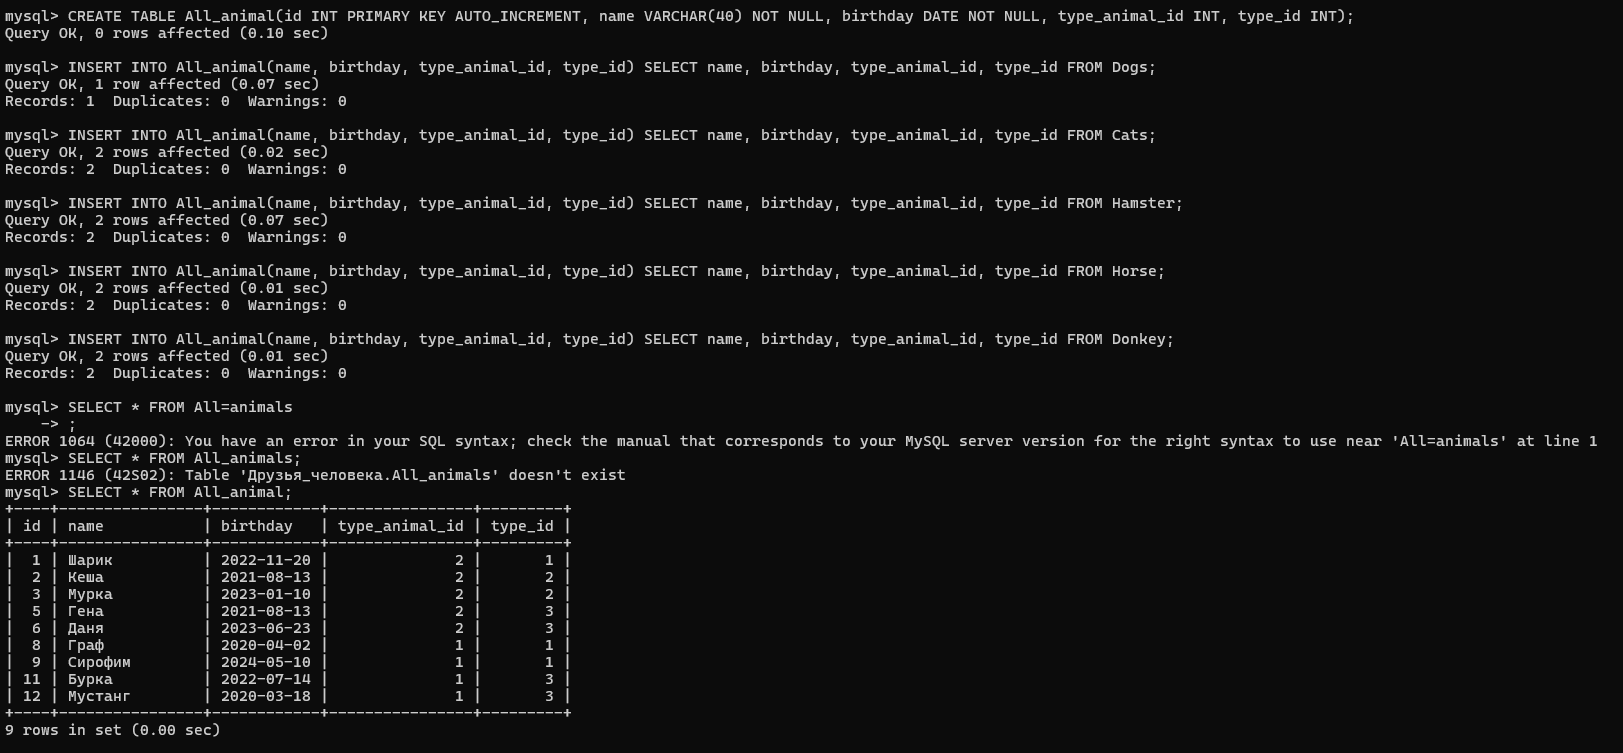 mysql> CREATE TABLE All_animal(id INT PRIMARY KEY AUTO_INCREMENT, name VARCHAR(40) NOT NULL, birthday DATE NOT NULL, type_animal_id INT, type_id INT);
Query OK, 0 rows affected (0.10 sec)

mysql> INSERT INTO All_animal(name, birthday, type_animal_id, type_id) SELECT name, birthday, type_animal_id, type_id FROM Dogs;
Query OK, 1 row affected (0.07 sec)
Records: 1  Duplicates: 0  Warnings: 0

mysql> INSERT INTO All_animal(name, birthday, type_animal_id, type_id) SELECT name, birthday, type_animal_id, type_id FROM Cats;
Query OK, 2 rows affected (0.02 sec)
Records: 2  Duplicates: 0  Warnings: 0

mysql> INSERT INTO All_animal(name, birthday, type_animal_id, type_id) SELECT name, birthday, type_animal_id, type_id FROM Hamster;
Query OK, 2 rows affected (0.07 sec)
Records: 2  Duplicates: 0  Warnings: 0

mysql> INSERT INTO All_animal(name, birthday, type_animal_id, type_id) SELECT name, birthday, type_animal_id, type_id FROM Horse;
Query OK, 2 rows affected (0.01 sec)
Records: 2  Duplicates: 0  Warnings: 0

mysql> INSERT INTO All_animal(name, birthday, type_animal_id, type_id) SELECT name, birthday, type_animal_id, type_id FROM Donkey;
Query OK, 2 rows affected (0.01 sec)
Records: 2  Duplicates: 0  Warnings: 0

mysql> SELECT * FROM All=animals
    -> ;
ERROR 1064 (42000): You have an error in your SQL syntax; check the manual that corresponds to your MySQL server version for the right syntax to use near 'All=animals' at line 1
mysql> SELECT * FROM All_animals;
ERROR 1146 (42S02): Table 'Друзья_человека.All_animals' doesn't exist
mysql> SELECT * FROM All_animal;
+----+----------------+------------+----------------+---------+
| id | name           | birthday   | type_animal_id | type_id |
+----+----------------+------------+----------------+---------+
|  1 | Шарик          | 2022-11-20 |              2 |       1 |
|  2 | Кеша           | 2021-08-13 |              2 |       2 |
|  3 | Мурка          | 2023-01-10 |              2 |       2 |
|  5 | Гена           | 2021-08-13 |              2 |       3 |
|  6 | Даня           | 2023-06-23 |              2 |       3 |
|  8 | Граф           | 2020-04-02 |              1 |       1 |
|  9 | Сирофим        | 2024-05-10 |              1 |       1 |
| 11 | Бурка          | 2022-07-14 |              1 |       3 |
| 12 | Мустанг        | 2020-03-18 |              1 |       3 |
+----+----------------+------------+----------------+---------+
9 rows in set (0.00 sec)